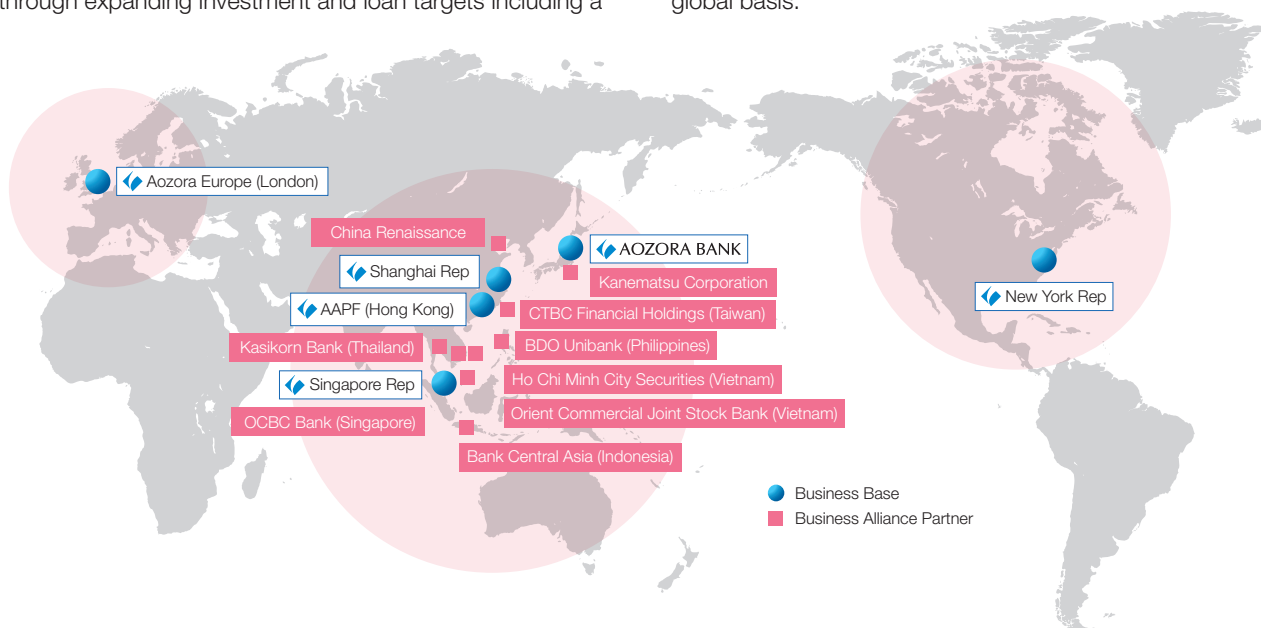 through expanding investment and loan targets including a
global basis.
Aozora Europe (London)
China Renaissance
AOZORA BANK
Shanghai Rep
Kanematsu Corporation
AAPF (Hong Kong)
CTBC Financial Holdings (Taiwan)
New York Rep
Kasikorn Bank (Thailand)
BDO Unibank (Philippines)
Singapore Rep
Ho Chi Minh City Securities (Vietnam)
OCBC Bank (Singapore)
Orient Commercial Joint Stock Bank (Vietnam)
Bank Central Asia (Indonesia)
Business Base
Business Alliance Partner